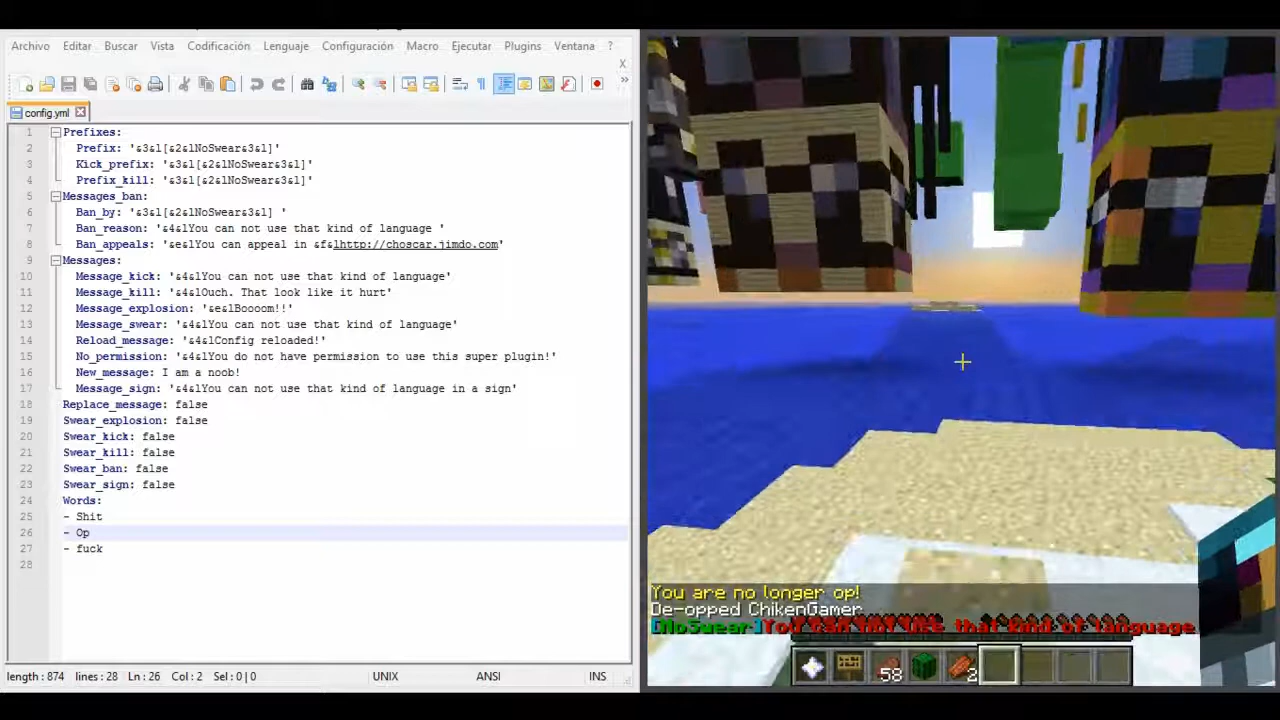 Archivo Editar Buscar Vista Codificación Lenguaje Configuración Macro Ejecutar Plugins Ventana ?
X
config.yml
1 Prefixes:
2 Prefix: '&3&l[&2&lNoSwear&3&l]'
3 Kick_prefix: '&3&l[&2&lNoSwear&3&l]'
4 Prefix_kill: '&3&l[&2&lNoSwear&3&l]'
5 Messages_ban:
6 Ban_by: '&3&l[&2&lNoSwear&3&l] '
7 Ban_reason: '&4&lYou can not use that kind of language '
8 Ban_appeals: '&e&lYou can appeal in &f&lhttp://choscar.jimdo.com'
9 Messages:
10 Message_kick: '&4&lYou can not use that kind of language'
11 Message_kill: '&4&lOuch. That look like it hurt'
12 Message_explosion: '&e&lBoooom!!'
13 Message_swear: '&4&lYou can not use that kind of language'
14 Reload_message: '&4&lConfig reloaded!'
15 No_permission: '&4&lYou do not have permission to use this super plugin!'
16 New_message: I am a noob!
17 Message_sign: '&4&lYou can not use that kind of language in a sign'
18 Replace_message: false
19 Swear_explosion: false
20 Swear_kick: false
21 Swear_kill: false
22 Swear_ban: false
23 Swear_sign: false
24 Words:
25 - Shit
26 - Op
27 - fuck
28
length : 874 lines : 28 Ln : 26 Col : 2 Sel : 0 | 0 UNIX ANSI INS
You are no longer op!
De-opped ChikenGamer
[NoSwear]You can not use that kind of language
58 2